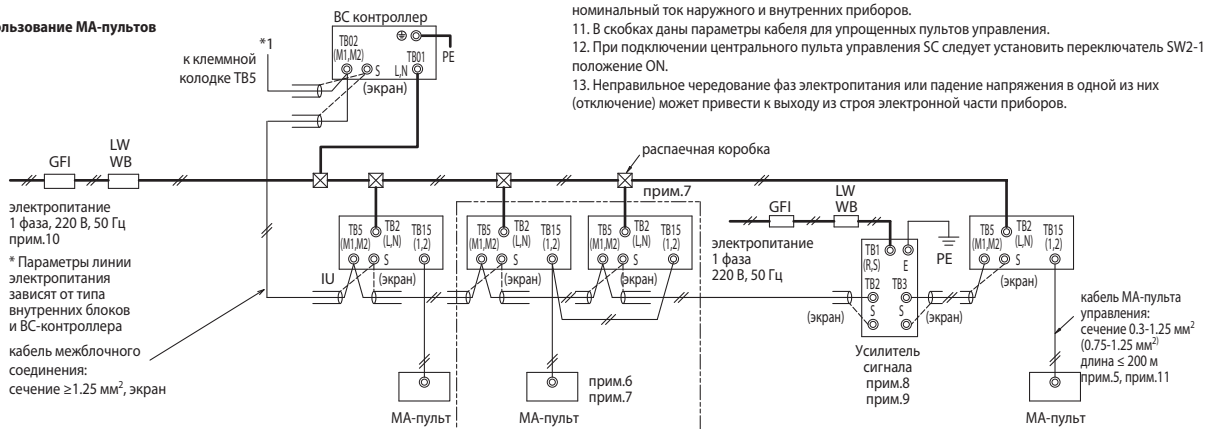 номинальный ток наружного и внутренних приборов.
11. В скобках даны параметры кабеля для упрощенных пультов управления.
12. При подключении центрального пульта управления SC следует установить переключатель SW2-1
положение ON.
13. Неправильное чередование фаз электропитания или падение напряжения в одной из них
(отключение) может привести к выходу из строя электронной части приборов.
ользование МА-пультов
BC контроллер
*1
к клеммной
колодке TB5
TB02
(M1,M2)
S
TB01
L,N
PE
(экран)
GFI
LW
WB
распаечная коробка
прим.7
электропитание
1 фаза, 220 В, 50 Гц
прим.10
* Параметры линии
электропитания
зависят от типа
внутренних блоков
и BC-контроллера
кабель межблочного
соединения:
сечение ≥1.25 мм², экран
IU
TB5
(M1,M2)
TB2
(L,N)
TB15
(1,2)
S
(экран)
TB5
(M1,M2)
TB2
(L,N)
TB15
(1,2)
S
(экран)
TB5
(M1,M2)
TB2
(L,N)
TB15
(1,2)
S
(экран)
GFI
LW
WB
электропитание
1 фаза
220 В, 50 Гц
TB1
(R,S)
E
PE
TB2
TB3
S
S
(экран)
(экран)
Усилитель
сигнала
прим.8
прим.9
TB5
(M1,M2)
TB2
(L,N)
TB15
(1,2)
S
(экран)
кабель МА-пульта
управления:
сечение 0.3-1.25 мм²
(0.75-1.25 мм²⁾
длина ≤ 200 м
прим.5, прим.11
МА-пульт
прим.6
прим.7
МА-пульт
МА-пульт